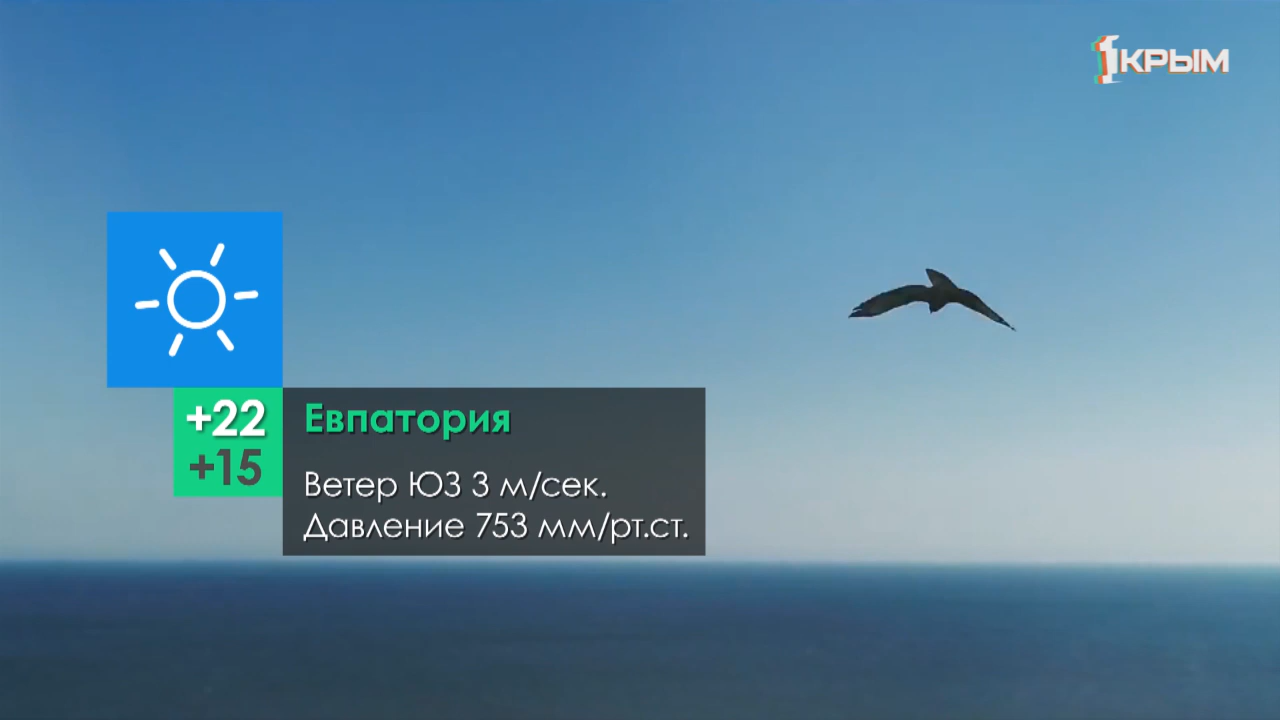 1КРЫМ
+22
+15
Евпатория
Ветер ЮЗ 3 м/сек.
Давление 753 мм/рт.ст.